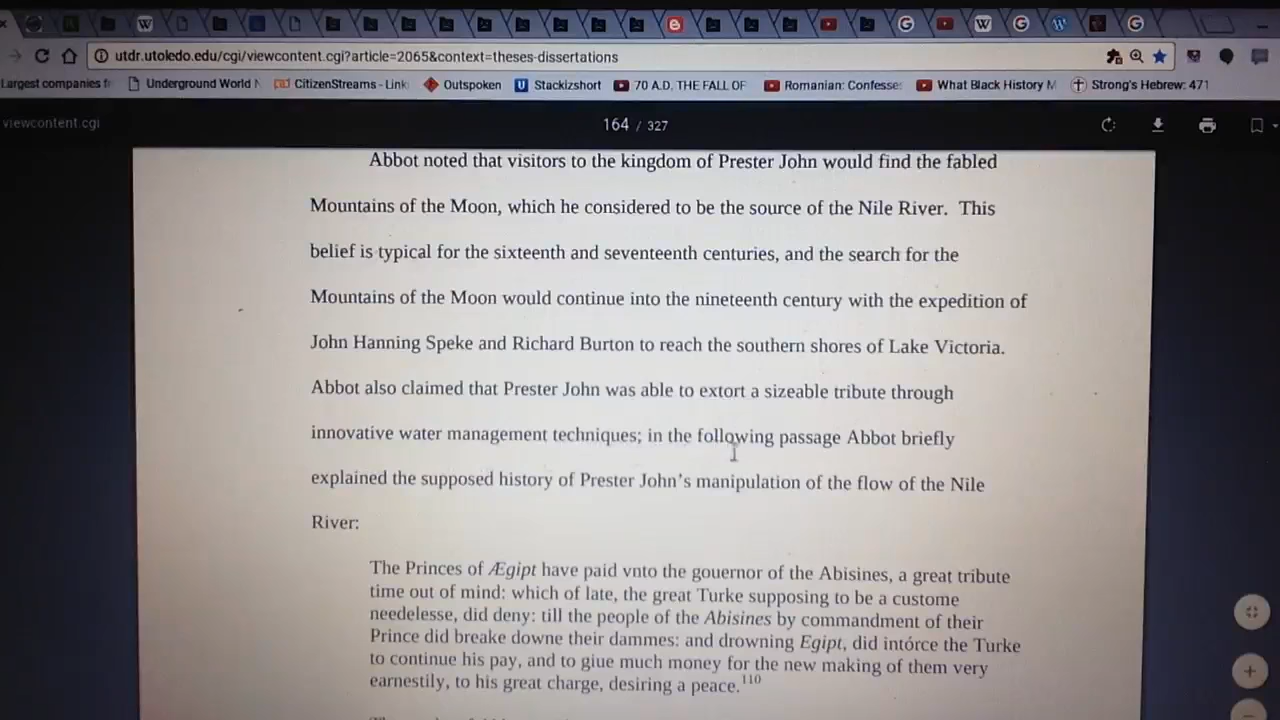 utdr.utoledo.edu/cgi/viewcontent.cgi?article=2065&context=theses-dissertations
Largest companies Underground World CitizenStreams - Link Outspoken Stackizshort 70 A.D. THE FALL OF Romanian: Confesse What Black History M Strong's Hebrew: 471
viewcontent.cgi
164 / 327
Abbot noted that visitors to the kingdom of Prester John would find the fabled
Mountains of the Moon, which he considered to be the source of the Nile River. This
belief is typical for the sixteenth and seventeenth centuries, and the search for the
Mountains of the Moon would continue into the nineteenth century with the expedition of
John Hanning Speke and Richard Burton to reach the southern shores of Lake Victoria.
Abbot also claimed that Prester John was able to extort a sizeable tribute through
innovative water management techniques; in the following passage Abbot briefly
explained the supposed history of Prester John's manipulation of the flow of the Nile
River:
The Princes of Ægipt have paid vnto the gouernor of the Abisines, a great tribute
time out of mind: which of late, the great Turke supposing to be a custome
needelesse, did deny: till the people of the Abisines by commandment of their
Prince did breake downe their dammes: and drowning Egipt, did intórce the Turke
to continue his pay, and to giue much money for the new making of them very
earnestily, to his great charge, desiring a peace.110